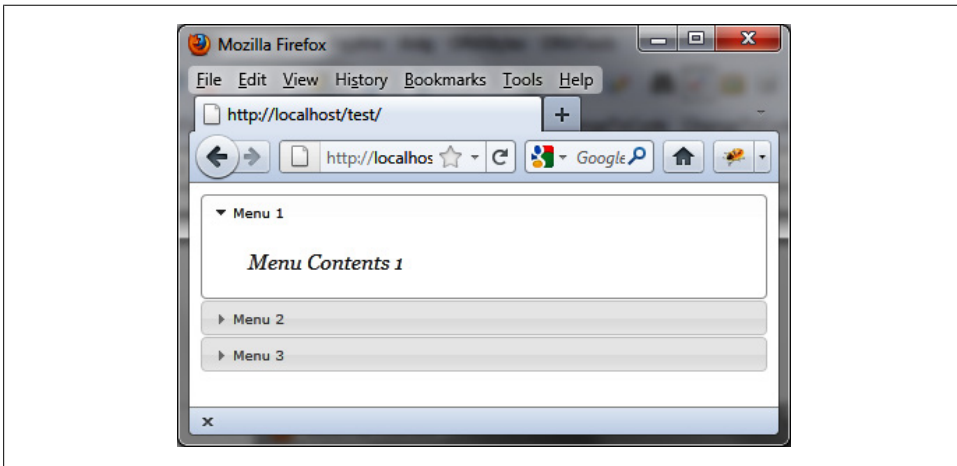 Mozilla Firefox
File Edit View History Bookmarks Tools Help
http://localhost/test/ +
http://localhos Google
Menu 1
Menu Contents 1
Menu 2
Menu 3
x